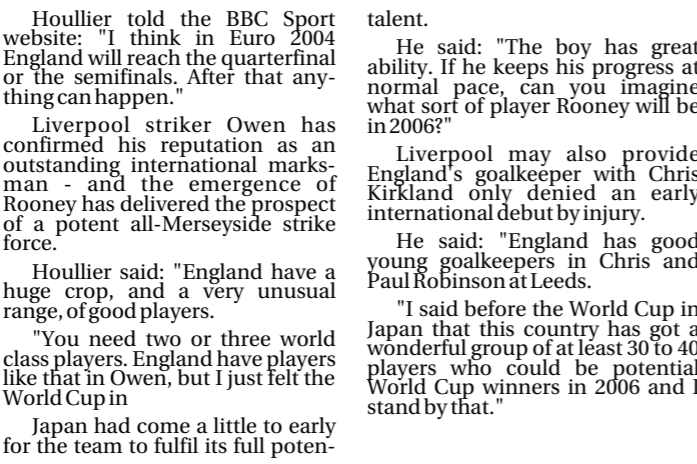 Houllier told the BBC Sport
website: "I think in Euro 2004
England will reach the quarterfinal
or the semifinals. After that any-
thing can happen."
Liverpool striker Owen has
confirmed his reputation as an
outstanding international marks-
man - and the emergence of
Rooney has delivered the prospect
of a potent all-Merseyside strike
force.
Houllier said: "England have a
huge crop, and a very unusual
range, of good players.
"You need two or three world
class players. England have players
like that in Owen, but I just felt the
World Cup in
Japan had come a little to early
for the team to fulfil its full poten-
talent.
He said: "The boy has great
ability. If he keeps his progress at
normal pace, can you imagine
what sort of player Rooney will be
in 2006?"
Liverpool may also provide
England's goalkeeper with Chris
Kirkland only denied an early
international debut by injury.
He said: "England has good
young goalkeepers in Chris and
Paul Robinson at Leeds.
"I said before the World Cup in
Japan that this country has got a
wonderful group of at least 30 to 40
players who could be potential
World Cup winners in 2006 and I
stand by that."